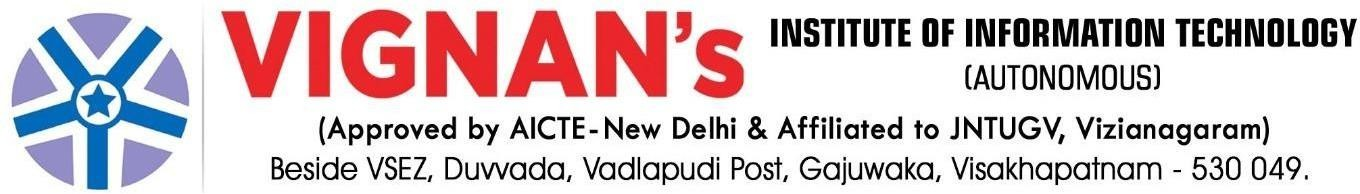 VIGNAN's INSTITUTE OF INFORMATION TECHNOLOGY
(AUTONOMOUS)
(Approved by AICTE-New Delhi & Affiliated to JNTUGV, Vizianagaram)
Beside VSEZ, Duvvada, Vadlapudi Post, Gajuwaka, Visakhapatnam - 530 049.